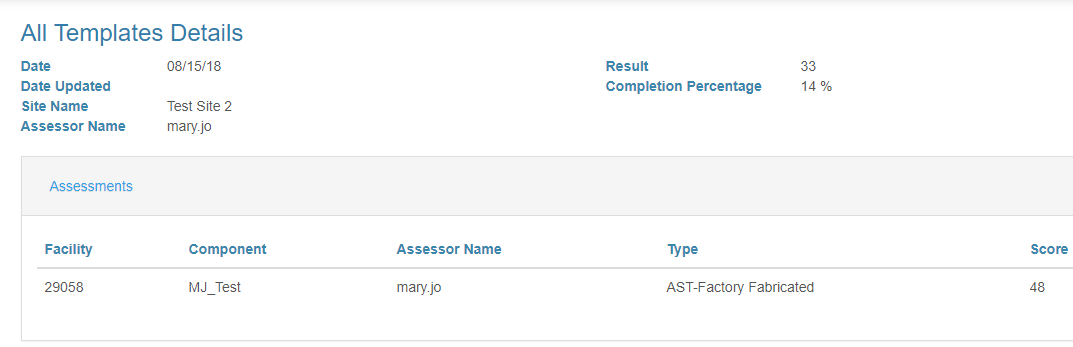 All Templates Details
Date 08/15/18
Date Updated
Site Name Test Site 2
Assessor Name mary.jo
Result 33
Completion Percentage 14 %
Assessments
Facility Component Assessor Name Type Score
29058 MJ_Test mary.jo AST-Factory Fabricated 48